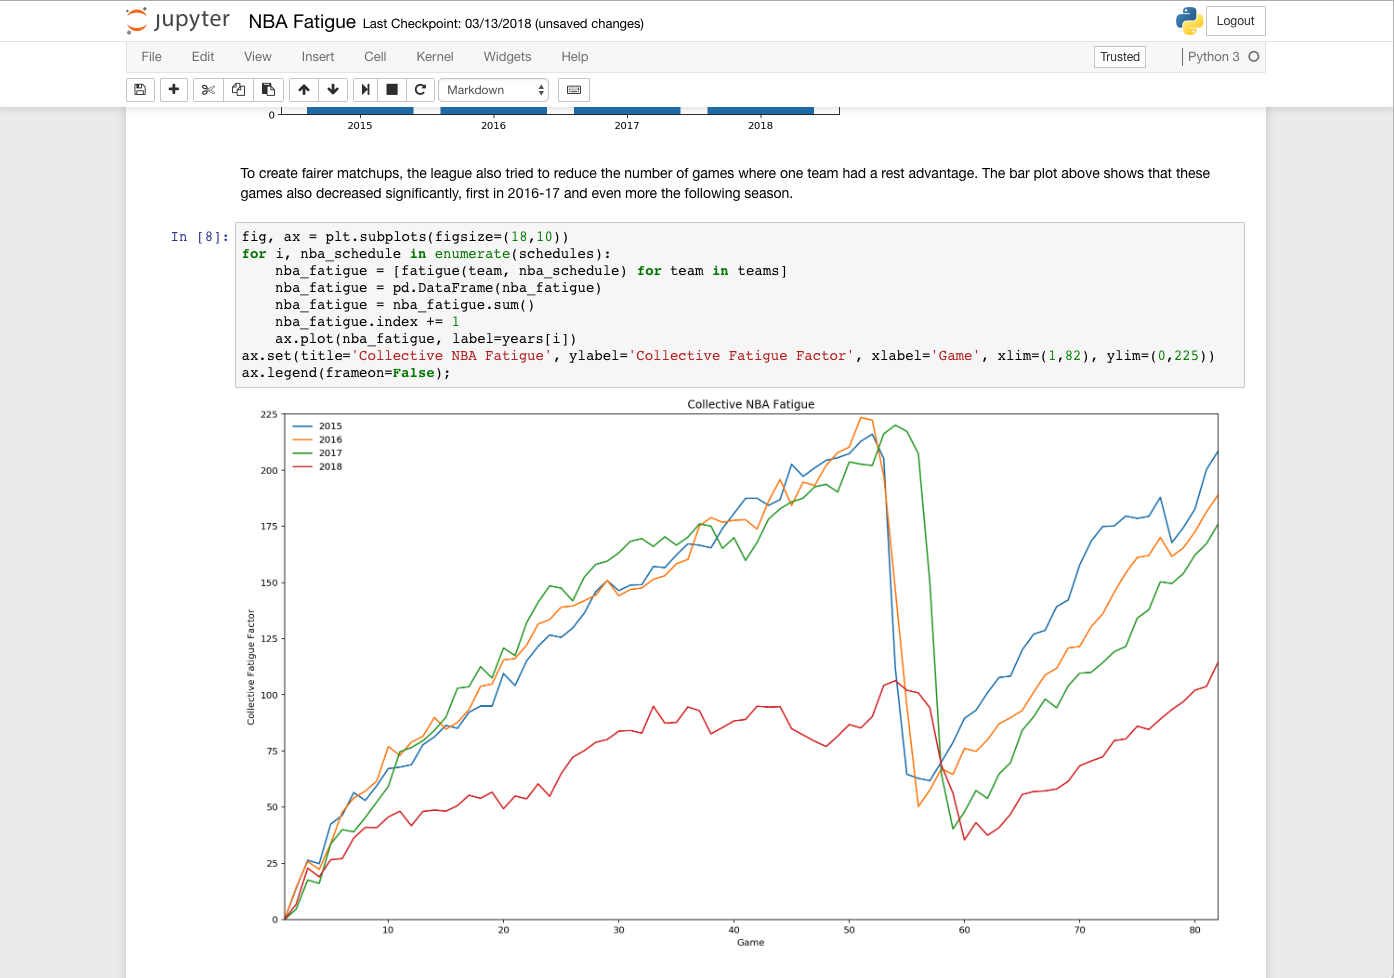 jupyter NBA Fatigue Last Checkpoint: 03/13/2018 (unsaved changes)
Logout
File Edit View Insert Cell Kernel Widgets Help
Trusted
Python 3
Markdown
0
2015 2016 2017 2018
To create fairer matchups, the league also tried to reduce the number of games where one team had a rest advantage. The bar plot above shows that these
games also decreased significantly, first in 2016-17 and even more the following season.
In [8]:
fig, ax = plt.subplots(figsize=(18,10))
for i, nba_schedule in enumerate(schedules):
    nba_fatigue = [fatigue(team, nba_schedule) for team in teams]
    nba_fatigue = pd.DataFrame(nba_fatigue)
    nba_fatigue = nba_fatigue.sum()
    nba_fatigue.index += 1
    ax.plot(nba_fatigue, label=years[i])
ax.set(title='Collective NBA Fatigue', ylabel='Collective Fatigue Factor', xlabel='Game', xlim=(1,82), ylim=(0,225))
ax.legend(frameon=False);
Collective NBA Fatigue
2015
2016
2017
2018
225
200
175
150
125
100
75
50
25
0
Collective Fatigue Factor
10 20 30 40 50 60 70 80
Game